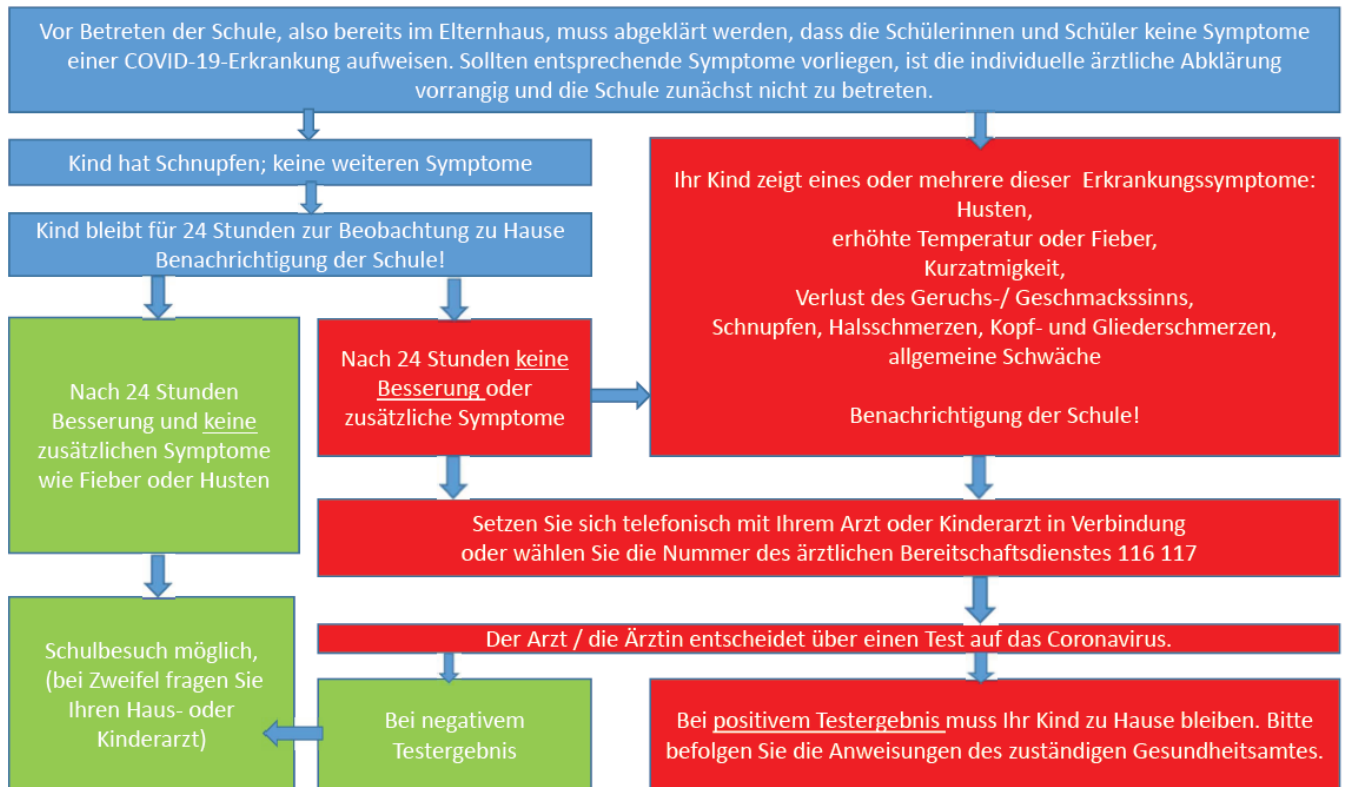 Vor Betreten der Schule, also bereits im Elternhaus, muss abgeklärt werden, dass die Schülerinnen und Schüler keine Symptome
einer COVID-19-Erkrankung aufweisen. Sollten entsprechende Symptome vorliegen, ist die individuelle ärztliche Abklärung
vorrangig und die Schule zunächst nicht zu betreten.
Kind hat Schnupfen; keine weiteren Symptome
Kind bleibt für 24 Stunden zur Beobachtung zu Hause
Benachrichtigung der Schule!
Nach 24 Stunden
Besserung und keine
zusätzlichen Symptome
wie Fieber oder Husten
Nach 24 Stunden keine
Besserung oder
zusätzliche Symptome
Ihr Kind zeigt eines oder mehrere dieser Erkrankungssymptome:
Husten,
erhöhte Temperatur oder Fieber,
Kurzatmigkeit,
Verlust des Geruchs-/ Geschmackssinns,
Schnupfen, Halsschmerzen, Kopf- und Gliederschmerzen,
allgemeine Schwäche
Benachrichtigung der Schule!
Setzen Sie sich telefonisch mit Ihrem Arzt oder Kinderarzt in Verbindung
oder wählen Sie die Nummer des ärztlichen Bereitschaftsdienstes 116 117
Der Arzt / die Ärztin entscheidet über einen Test auf das Coronavirus.
Schulbesuch möglich,
(bei Zweifel fragen Sie
Ihren Haus- oder
Kinderarzt)
Bei negativem
Testergebnis
Bei positivem Testergebnis muss Ihr Kind zu Hause bleiben. Bitte
befolgen Sie die Anweisungen des zuständigen Gesundheitsamtes.